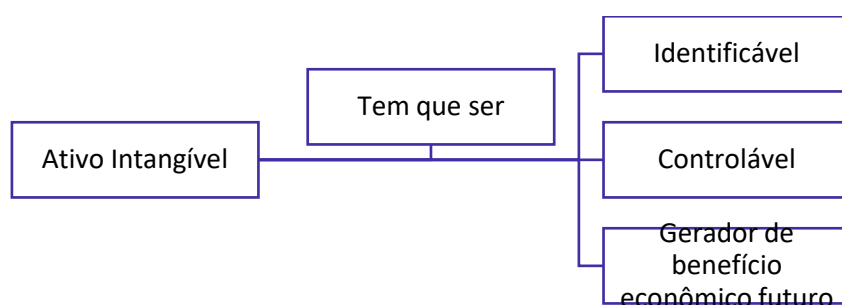 Ativo Intangível
Tem que ser
Identificável
Controlável
Gerador de
benefício
econômico futuro